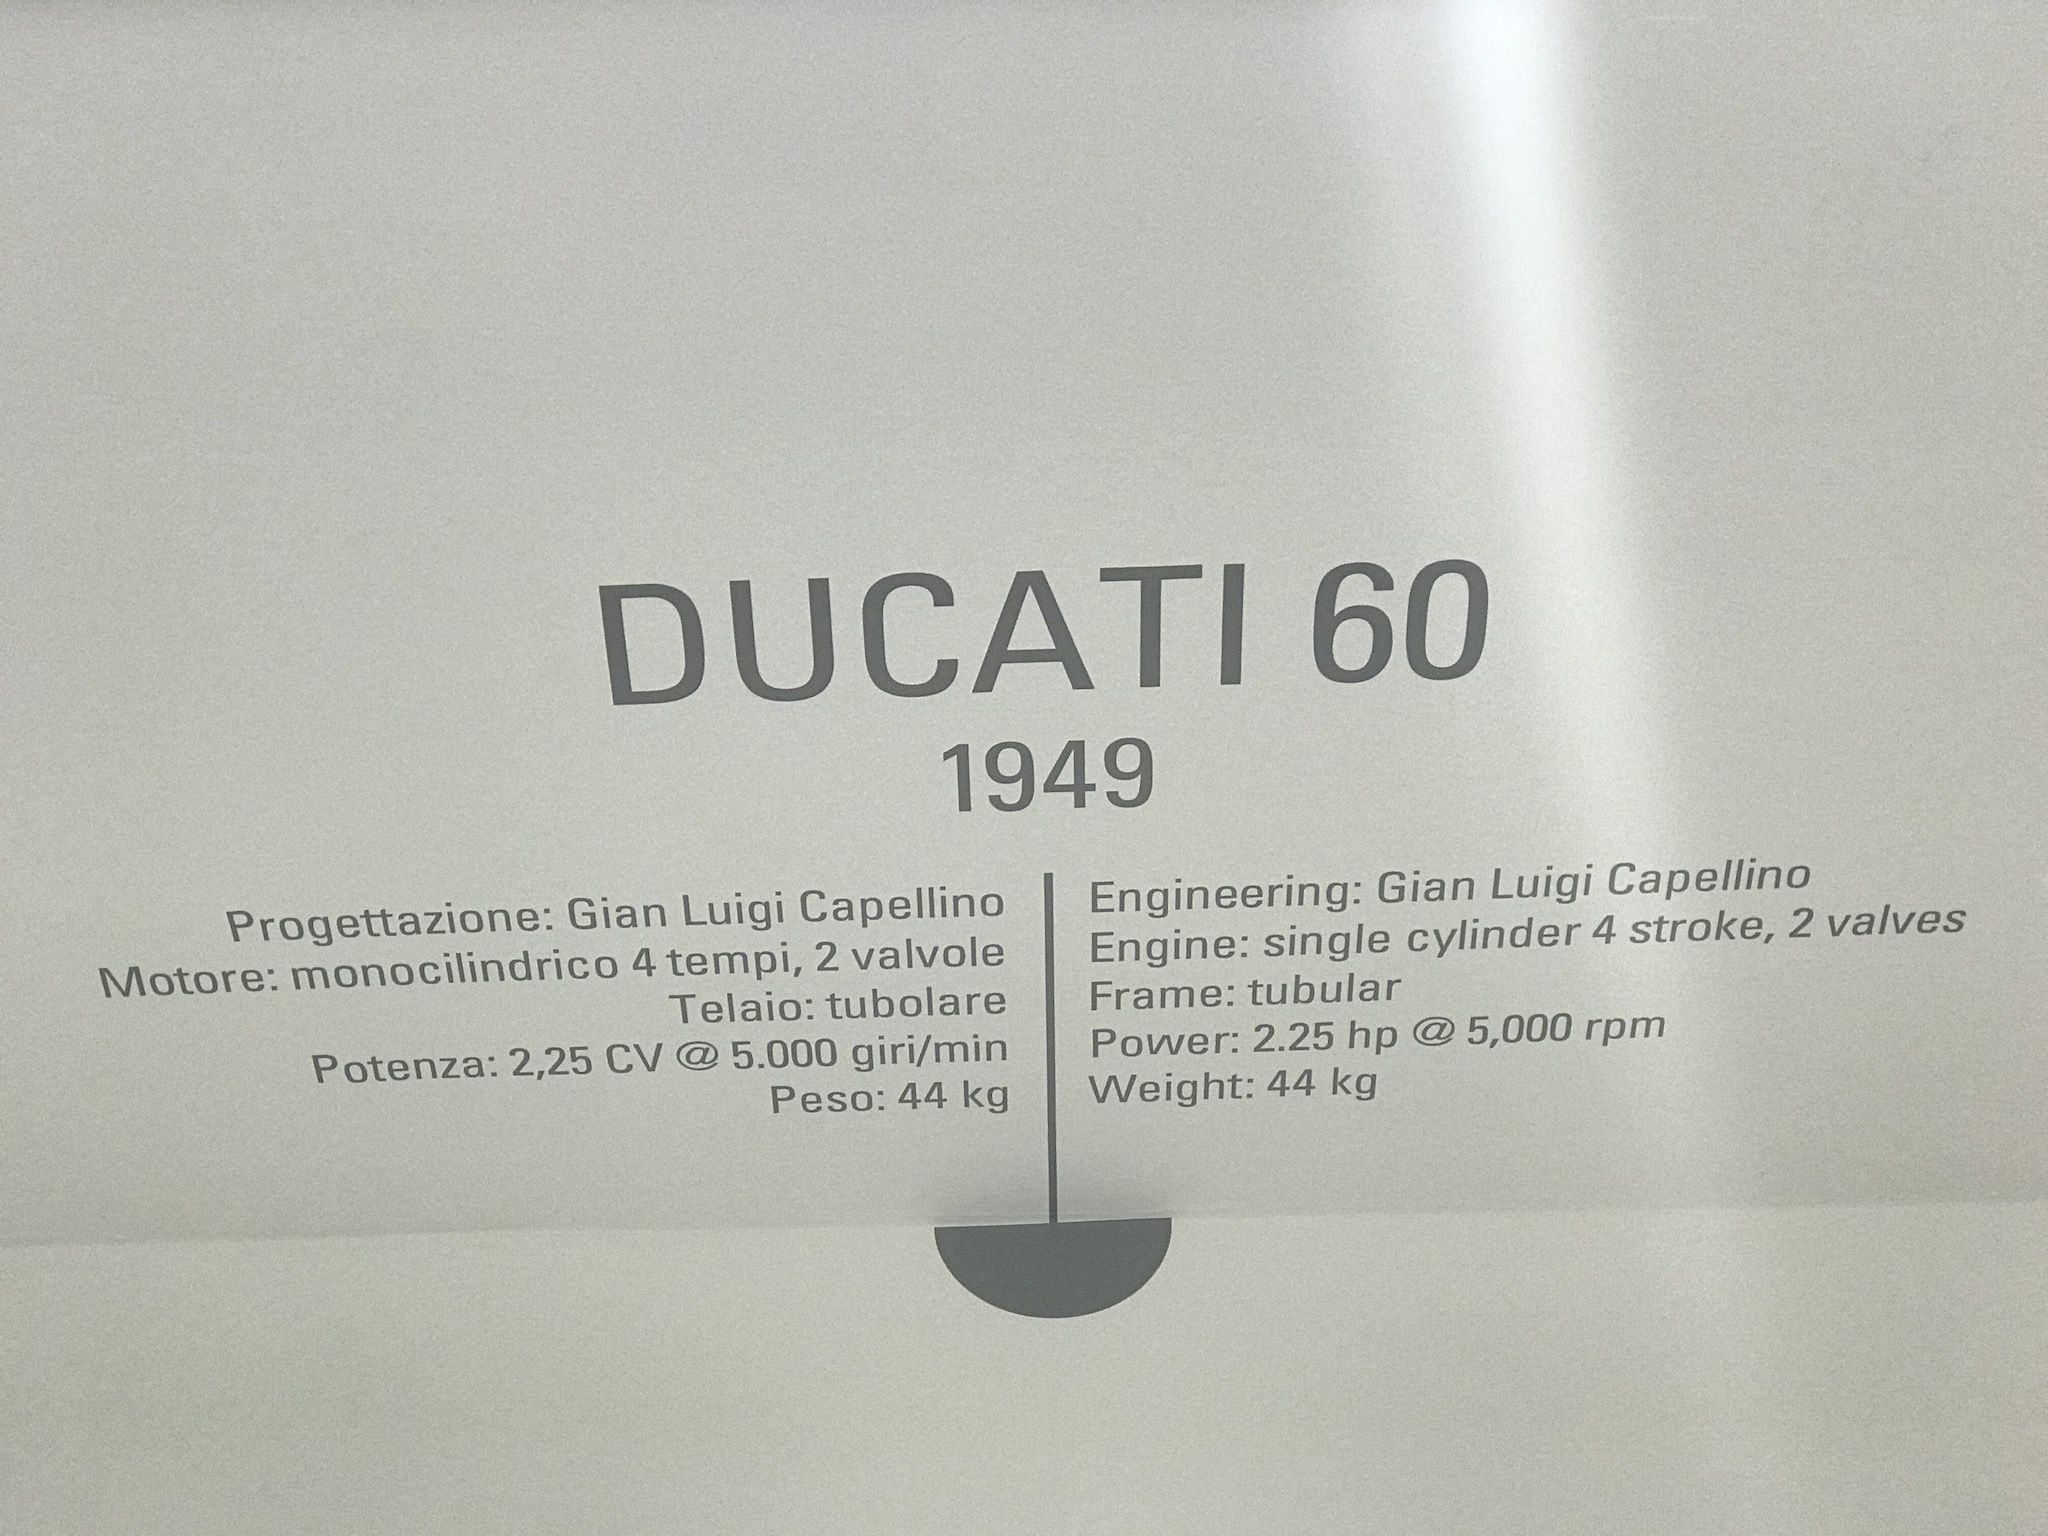 DUCATI 60
1949
Progettazione: Gian Luigi Capellino
Motore: monocilindrico 4 tempi, 2 valvole
Telaio: tubolare
Potenza: 2,25 CV @ 5.000 giri/min
Peso: 44 kg
Engineering: Gian Luigi Capellino
Engine: single cylinder 4 stroke, 2 valves
Frame: tubular
Power: 2.25 hp @ 5,000 rpm
Weight: 44 kg